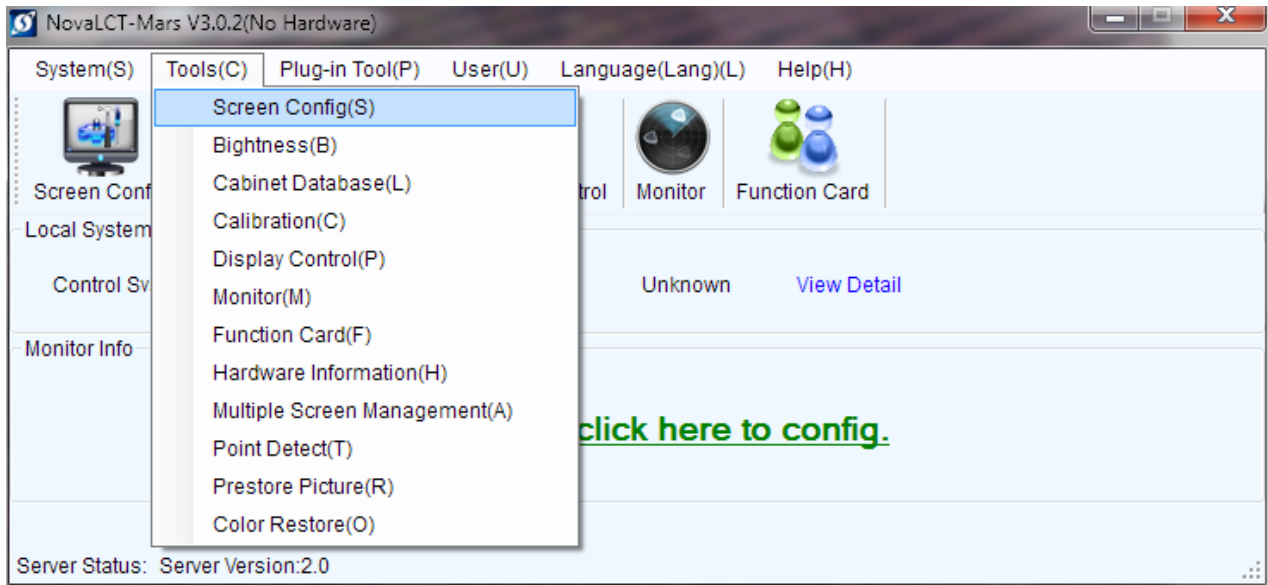 NovaLCT-Mars V3.0.2(No Hardware)
System(S) Tools(C) Plug-in Tool(P) User(U) Language(Lang)(L) Help(H)
Screen Config(S)
Bightness(B)
Cabinet Database(L)
Calibration(C)
Display Control(P)
Monitor(M)
Function Card(F)
Hardware Information(H)
Multiple Screen Management(A)
Point Detect(T)
Prestore Picture(R)
Color Restore(O)
Screen Conf trol Monitor Function Card
Local System
Control Sy Unknown View Detail
Monitor Info
click here to config.
Server Status: Server Version:2.0